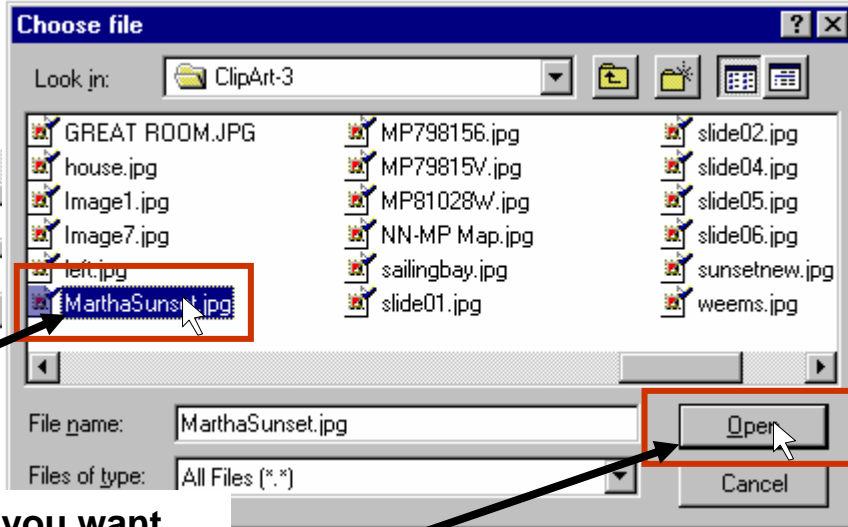 Choose file
Look in: ClipArt-3
GREAT ROOM.JPG MP798156.jpg slide02.jpg
house.jpg MP79815V.jpg slide04.jpg
Image1.jpg MP81028W.jpg slide05.jpg
Image7.jpg NN-MP Map.jpg slide06.jpg
left.jpg sailingbay.jpg sunsetnew.jpg
MarthaSunset.jpg slide01.jpg weems.jpg
File name: MarthaSunset.jpg Open
Files of type: All Files (*.*) Cancel
you want